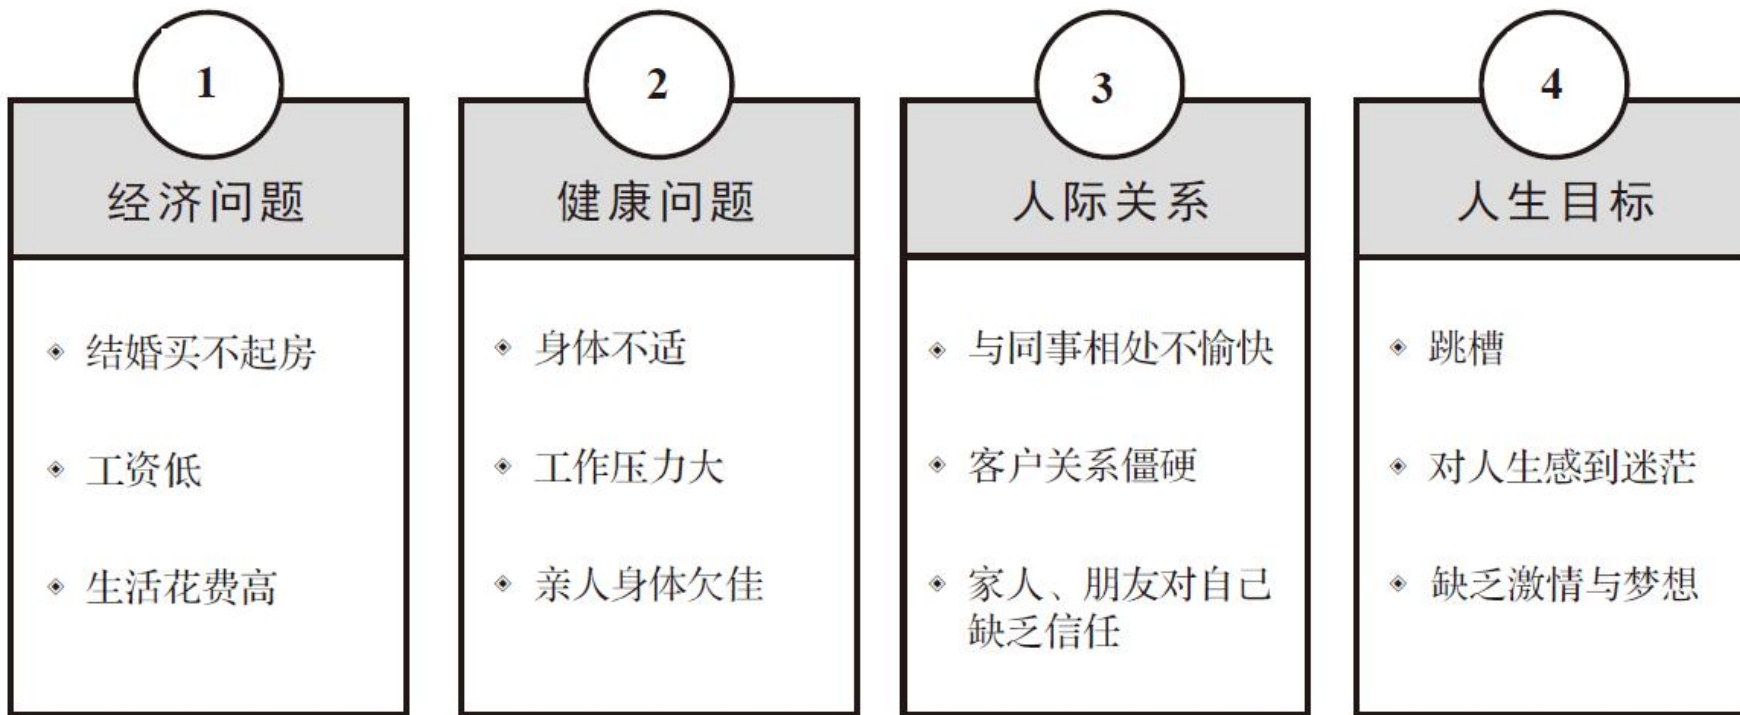 1
经济问题
结婚买不起房
工资低
生活花费高
2
健康问题
身体不适
工作压力大
亲人身体欠佳
3
人际关系
与同事相处不愉快
客户关系僵硬
家人、朋友对自己
缺乏信任
4
人生目标
跳槽
对人生感到迷茫
缺乏激情与梦想